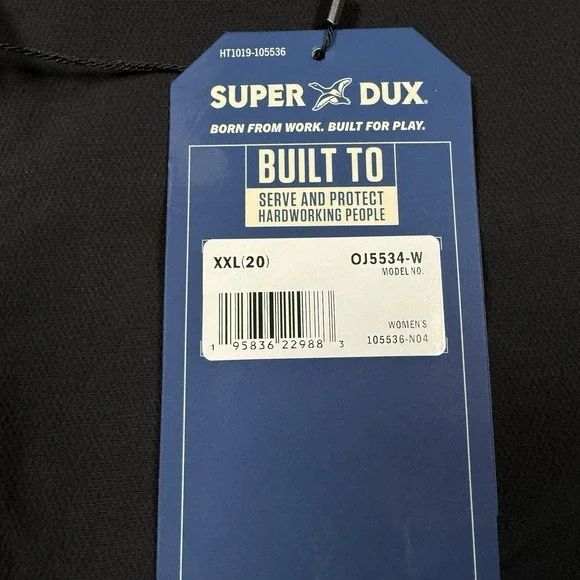 HT1019-105536
SUPER DUX®
BORN FROM WORK. BUILT FOR PLAY.
BUILT TO
SERVE AND PROTECT
HARDWORKING PEOPLE
XXL(20) OJ5534-W
MODEL NO.
WOMEN'S
1 95836 22988 3 105536-N04